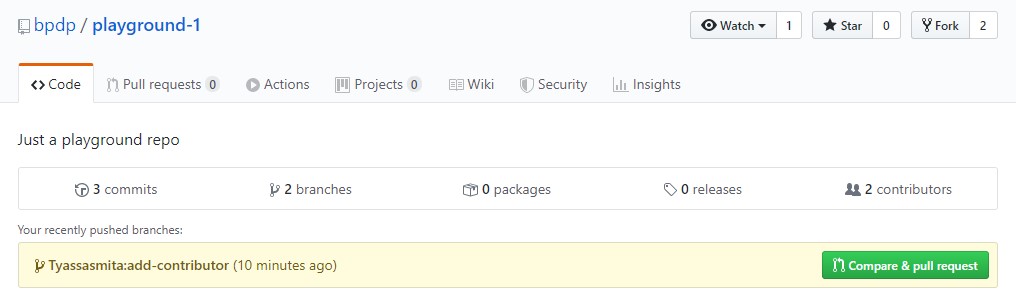 bpdp / playground-1
Watch 1 Star 0 Fork 2
Code Pull requests 0 Actions Projects 0 Wiki Security Insights
Just a playground repo
3 commits 2 branches 0 packages 0 releases 2 contributors
Your recently pushed branches:
Tyassasmita:add-contributor (10 minutes ago) Compare & pull request